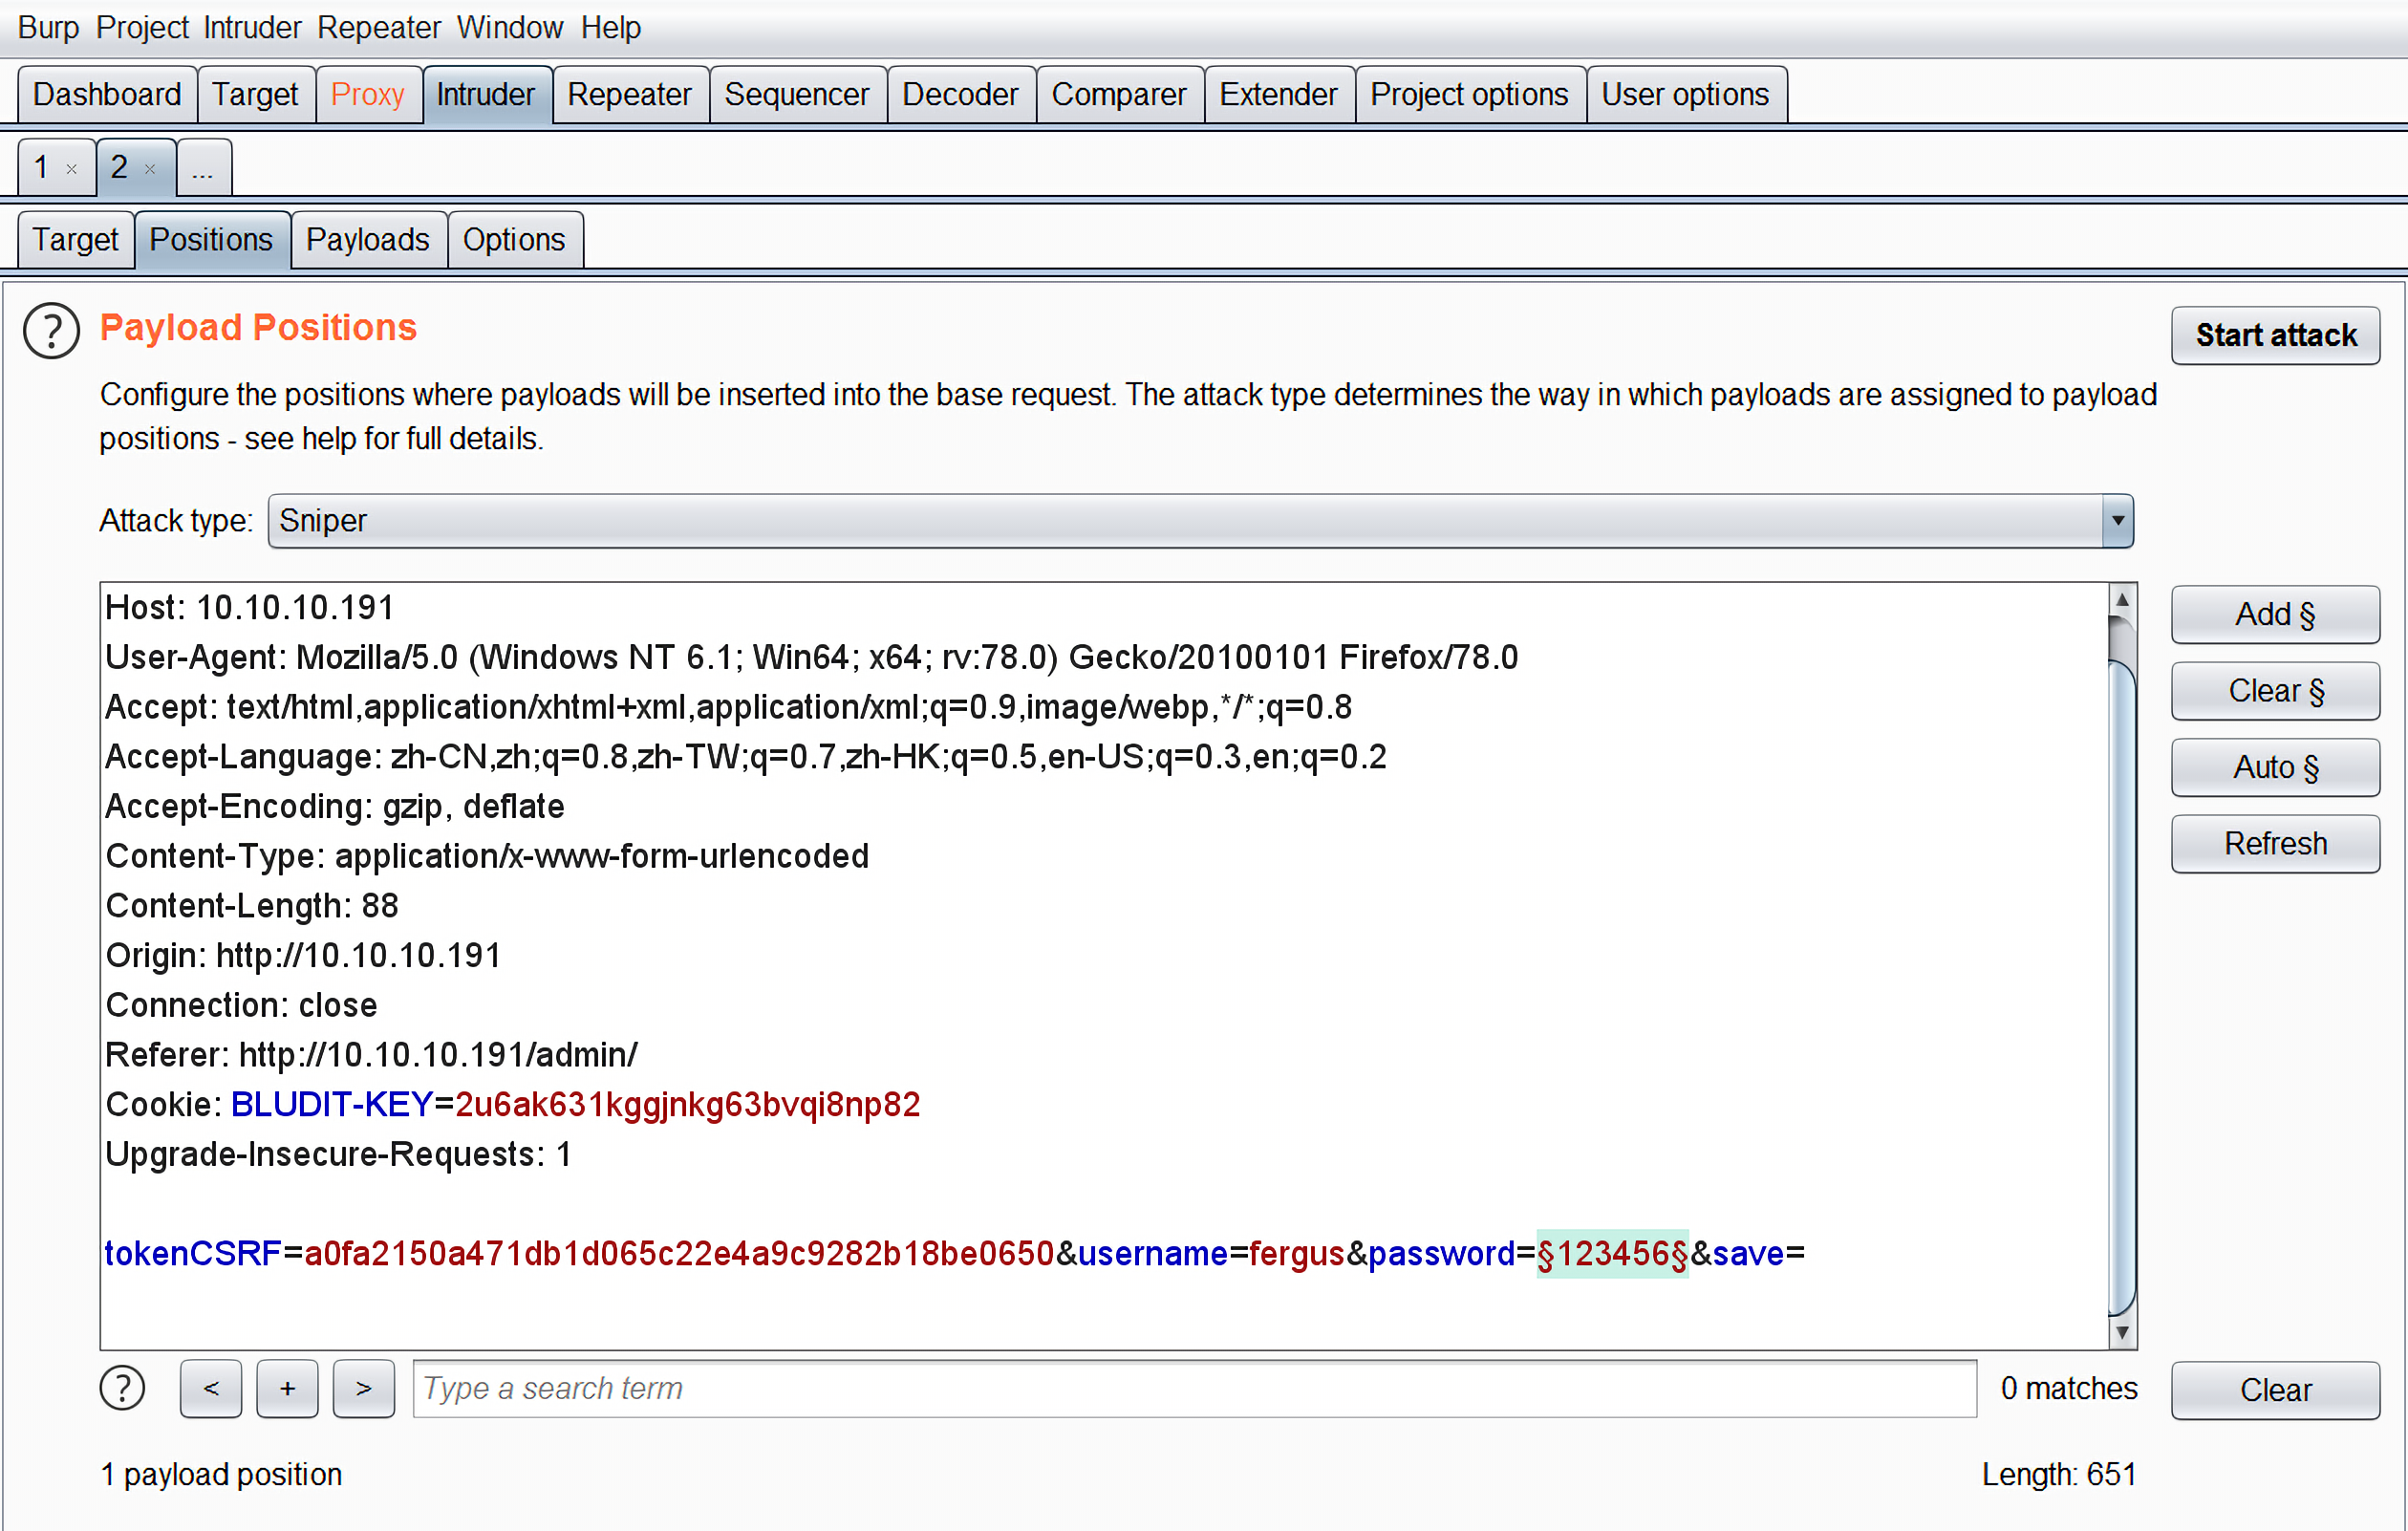 Burp Project Intruder Repeater Window Help
Dashboard Target Proxy Intruder Repeater Sequencer Decoder Comparer Extender Project options User options
1 × 2 × ...
Target Positions Payloads Options
? Payload Positions Start attack
Configure the positions where payloads will be inserted into the base request. The attack type determines the way in which payloads are assigned to payload
positions - see help for full details.
Attack type: Sniper
Host: 10.10.10.191 Add §
User-Agent: Mozilla/5.0 (Windows NT 6.1; Win64; x64; rv:78.0) Gecko/20100101 Firefox/78.0
Accept: text/html,application/xhtml+xml,application/xml;q=0.9,image/webp,*/*;q=0.8 Clear §
Accept-Language: zh-CN,zh;q=0.8,zh-TW;q=0.7,zh-HK;q=0.5,en-US;q=0.3,en;q=0.2 Auto §
Accept-Encoding: gzip, deflate
Content-Type: application/x-www-form-urlencoded Refresh
Content-Length: 88
Origin: http://10.10.10.191
Connection: close
Referer: http://10.10.10.191/admin/
Cookie: BLUDIT-KEY=2u6ak631kggjnkg63bvqi8np82
Upgrade-Insecure-Requests: 1
tokenCSRF=a0fa2150a471db1d065c22e4a9c9282b18be0650&username=fergus&password=§123456§&save=
? < + > Type a search term 0 matches Clear
1 payload position Length: 651